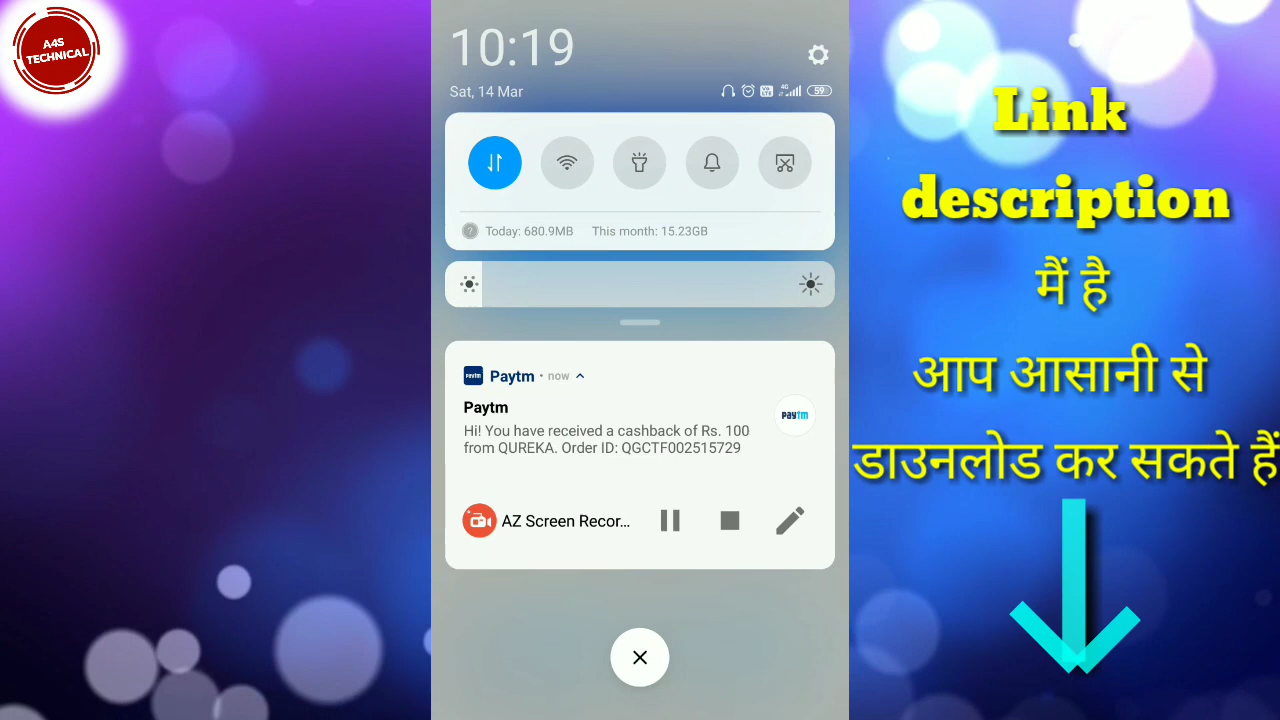 A4S
TECHNICAL
10:19
Sat, 14 Mar
4G
59
Today: 680.9MB This month: 15.23GB
Paytm • now
Paytm
Hi! You have received a cashback of Rs. 100
from QUREKA. Order ID: QGCTF002515729
paytm
AZ Screen Recor...
Link
description
मैं है
आप आसानी से
डाउनलोड कर सकते हैं